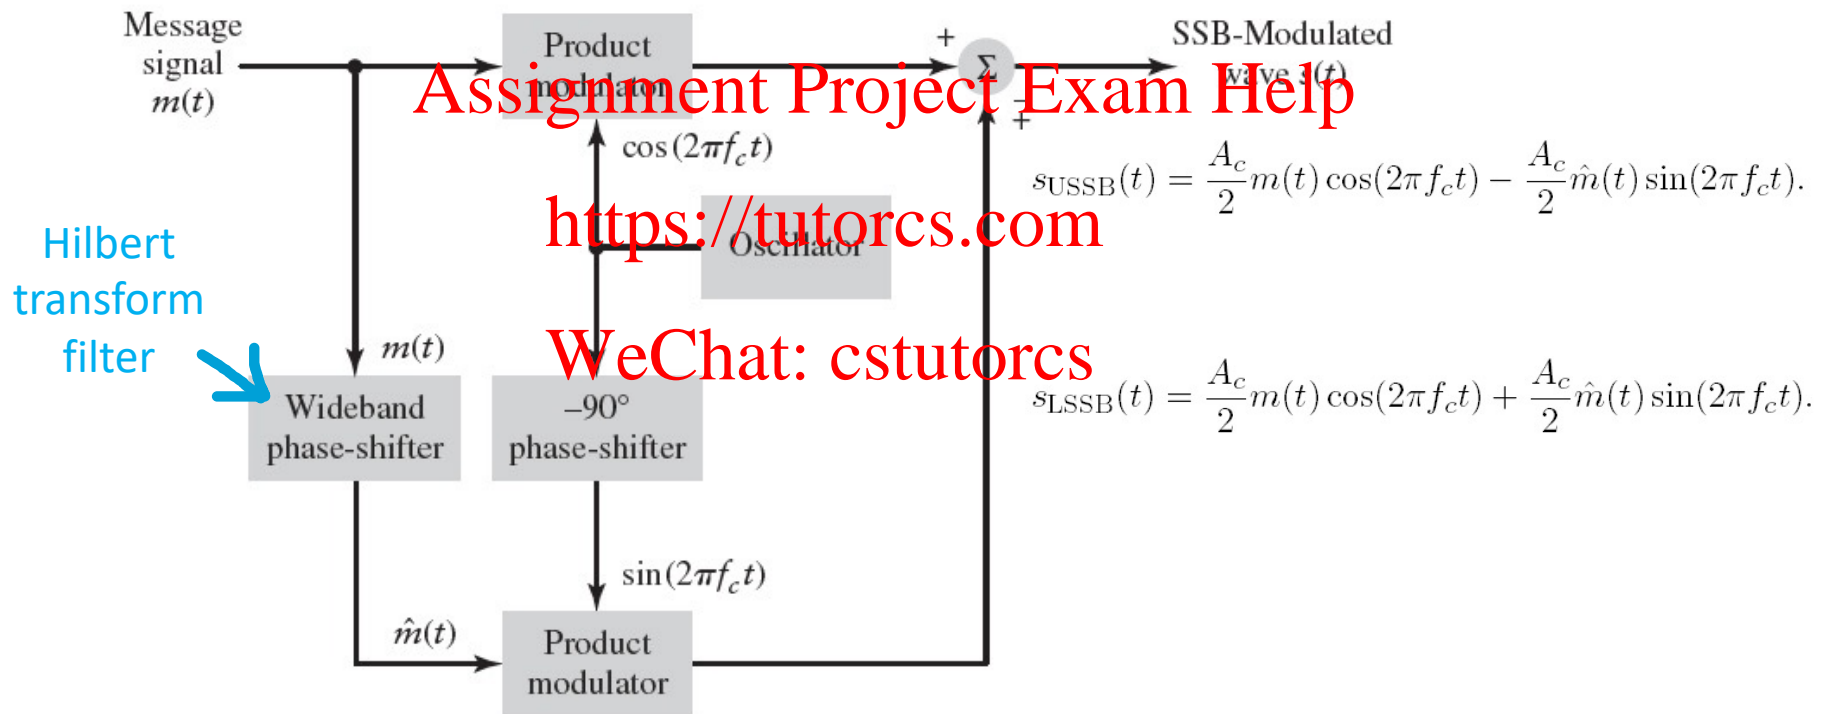 Message
signal
m(t)
Product
modulator
+
Σ
∓
SSB-Modulated
wave s(t)
Assignment Project Exam Help
cos(2πf_ct)
s_USSB(t) = A_c/2 m(t) cos(2πf_ct) − A_c/2 m̂(t) sin(2πf_ct).
https://tutorcs.com
Oscillator
Hilbert
transform
filter
m(t)
WeChat: cstutorcs
s_LSSB(t) = A_c/2 m(t) cos(2πf_ct) + A_c/2 m̂(t) sin(2πf_ct).
Wideband
phase-shifter
–90°
phase-shifter
sin(2πf_ct)
m̂(t)
Product
modulator